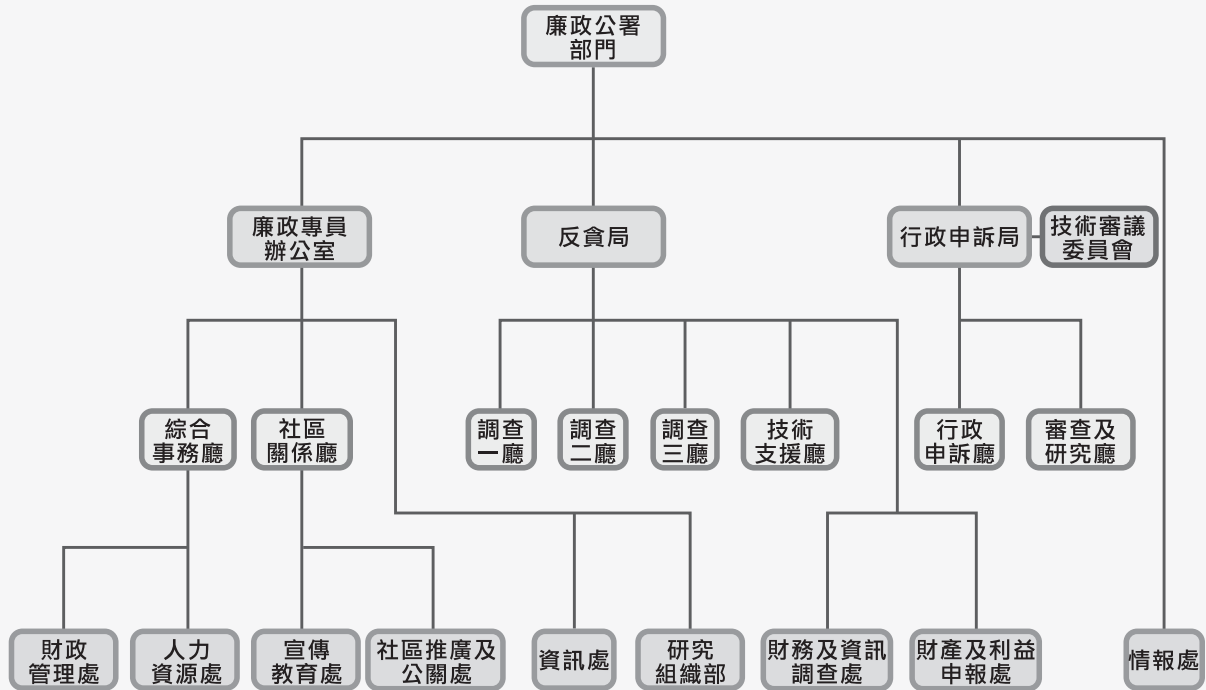 廉政公署
部門
廉政專員
辦公室
反貪局
行政申訴局
技術審議
委員會
綜合
事務廳
社區
關係廳
調查
一廳
調查
二廳
調查
三廳
技術
支援廳
行政
申訴廳
審查及
研究廳
財政
管理處
人力
資源處
宣傳
教育處
社區推廣及
公關處
資訊處
研究
組織部
財務及資訊
調查處
財產及利益
申報處
情報處